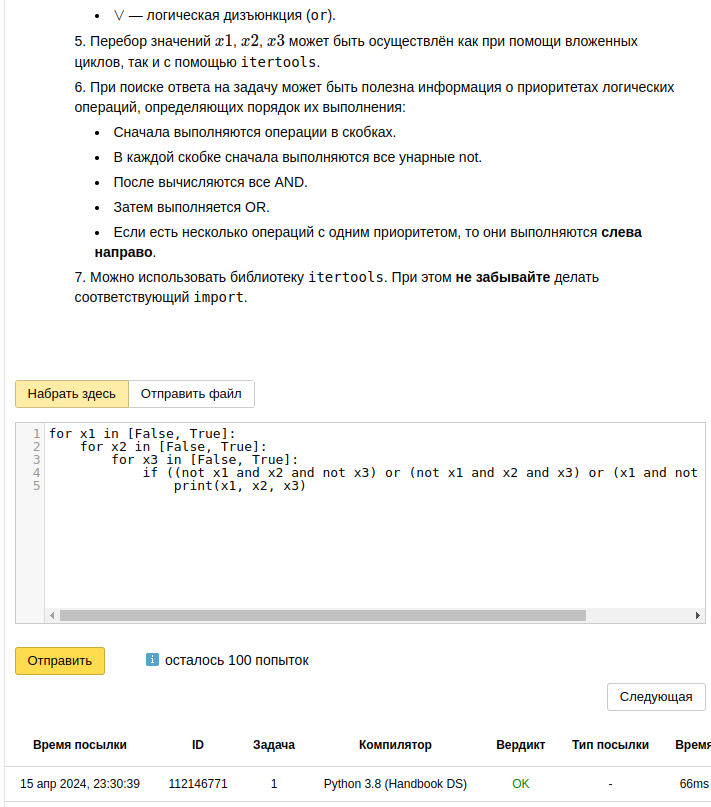 • ∨ — логическая дизъюнкция (or).
5. Перебор значений x1, x2, x3 может быть осуществлён как при помощи вложенных
циклов, так и с помощью itertools.
6. При поиске ответа на задачу может быть полезна информация о приоритетах логических
операций, определяющих порядок их выполнения:
• Сначала выполняются операции в скобках.
• В каждой скобке сначала выполняются все унарные not.
• После вычисляются все AND.
• Затем выполняется OR.
• Если есть несколько операций с одним приоритетом, то они выполняются слева
направо.
7. Можно использовать библиотеку itertools. При этом не забывайте делать
соответствующий import.
Набрать здесь Отправить файл
1 for x1 in [False, True]:
2     for x2 in [False, True]:
3         for x3 in [False, True]:
4             if ((not x1 and x2 and not x3) or (not x1 and x2 and x3) or (x1 and not
5                 print(x1, x2, x3)
Отправить i осталось 100 попыток
Следующая
Время посылки ID Задача Компилятор Вердикт Тип посылки Время
15 апр 2024, 23:30:39 112146771 1 Python 3.8 (Handbook DS) OK - 66ms